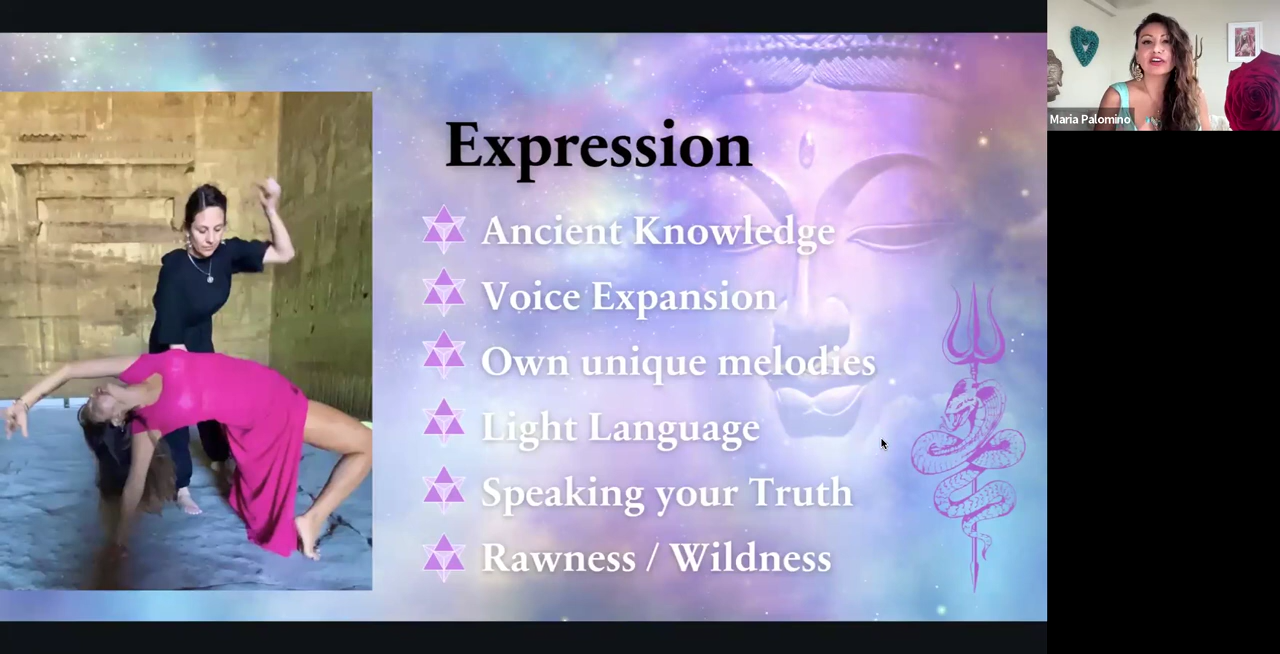 Expression
Ancient Knowledge
Voice Expansion
Own unique melodies
Light Language
Speaking your Truth
Rawness / Wildness
Maria Palomino